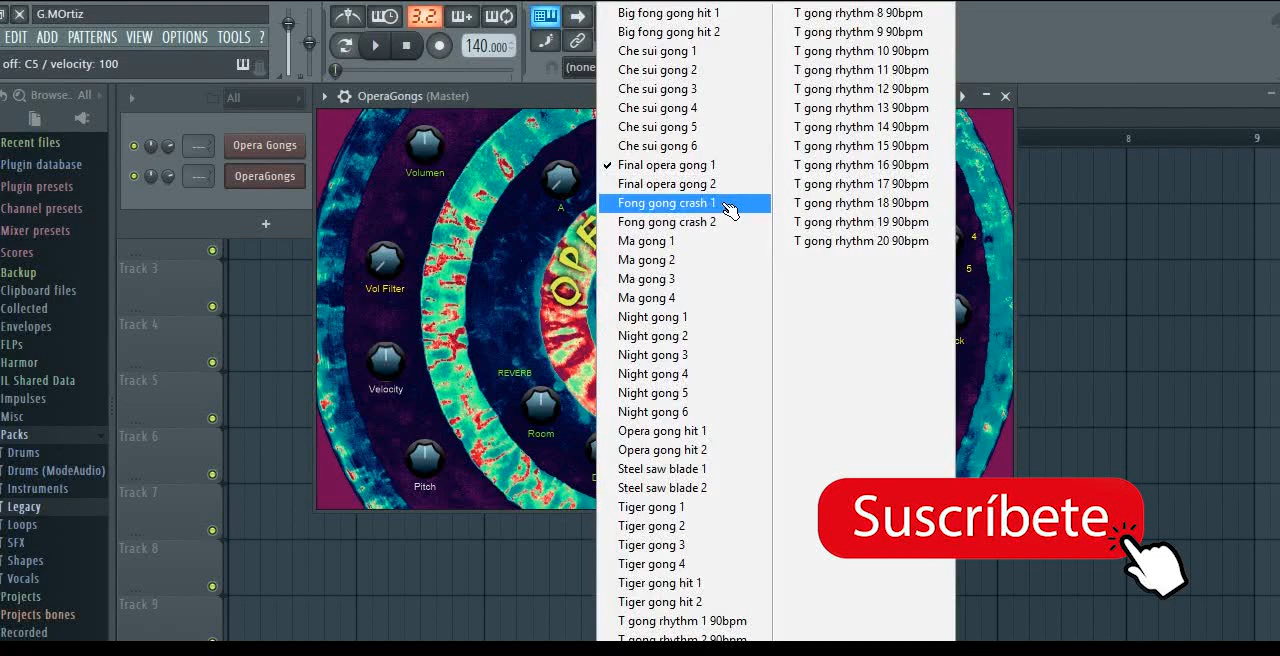 G.MOrtiz
EDIT ADD PATTERNS VIEW OPTIONS TOOLS ?
off: C5 / velocity: 100
3.2.
140.000
(none
Browse.. All
All
Recent files
Plugin database
Plugin presets
Channel presets
Mixer presets
Scores
Backup
Clipboard files
Collected
Envelopes
FLPs
Harmor
IL Shared Data
Impulses
Misc
Packs
Drums
Drums (ModeAudio)
Instruments
Legacy
Loops
SFX
Shapes
Vocals
Projects
Projects bones
Recorded
---
Opera Gongs
---
OperaGongs
+
Track 3
Track 4
Track 5
Track 6
Track 7
Track 8
Track 9
OperaGongs (Master)
Volumen
A
OPE
Vol Filter
Velocity
REVERB
Room
Pitch
4
5
8
9
Big fong gong hit 1
Big fong gong hit 2
Che sui gong 1
Che sui gong 2
Che sui gong 3
Che sui gong 4
Che sui gong 5
Che sui gong 6
Final opera gong 1
Final opera gong 2
Fong gong crash 1
Fong gong crash 2
Ma gong 1
Ma gong 2
Ma gong 3
Ma gong 4
Night gong 1
Night gong 2
Night gong 3
Night gong 4
Night gong 5
Night gong 6
Opera gong hit 1
Opera gong hit 2
Steel saw blade 1
Steel saw blade 2
Tiger gong 1
Tiger gong 2
Tiger gong 3
Tiger gong 4
Tiger gong hit 1
Tiger gong hit 2
T gong rhythm 1 90bpm
T gong rhythm 2 90bpm
T gong rhythm 8 90bpm
T gong rhythm 9 90bpm
T gong rhythm 10 90bpm
T gong rhythm 11 90bpm
T gong rhythm 12 90bpm
T gong rhythm 13 90bpm
T gong rhythm 14 90bpm
T gong rhythm 15 90bpm
T gong rhythm 16 90bpm
T gong rhythm 17 90bpm
T gong rhythm 18 90bpm
T gong rhythm 19 90bpm
T gong rhythm 20 90bpm
Suscríbete